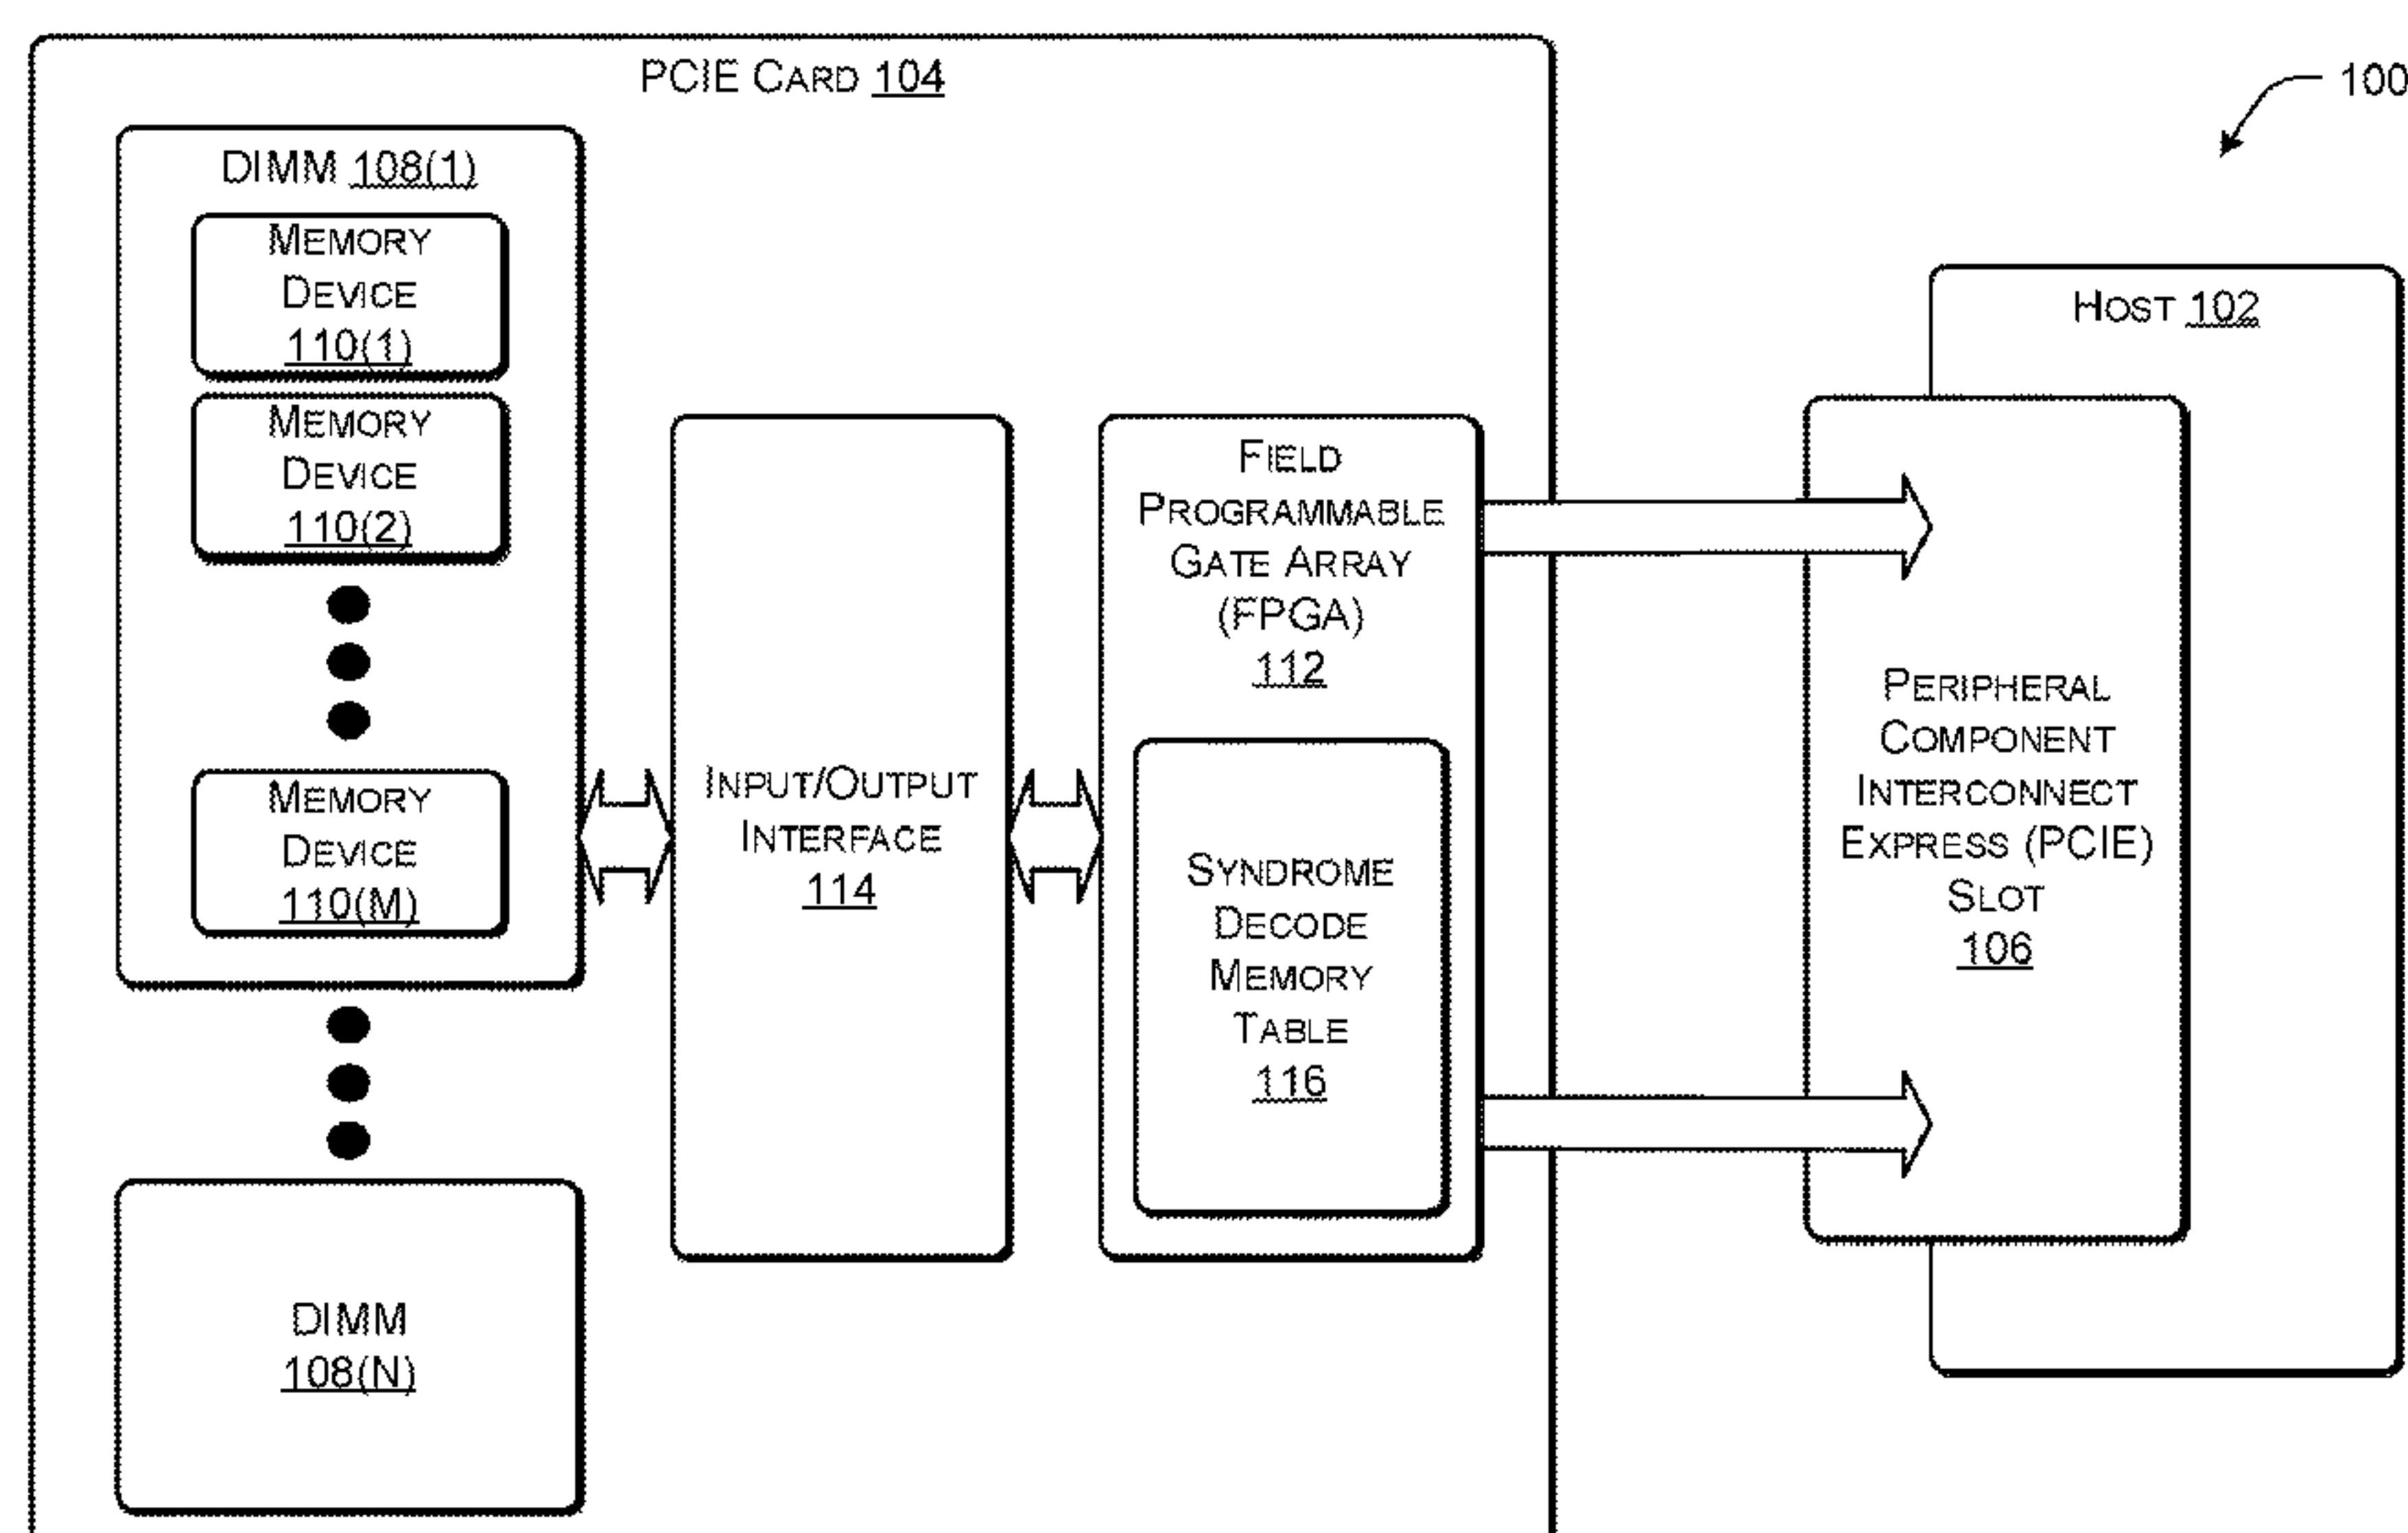 PCIE CARD 104
100
DIMM 108(1)
MEMORY
DEVICE
110(1)
MEMORY
DEVICE
110(2)
MEMORY
DEVICE
110(M)
DIMM
108(N)
INPUT/OUTPUT
INTERFACE
114
FIELD
PROGRAMMABLE
GATE ARRAY
(FPGA)
112
SYNDROME
DECODE
MEMORY
TABLE
116
HOST 102
PERIPHERAL
COMPONENT
INTERCONNECT
EXPRESS (PCIE)
SLOT
106